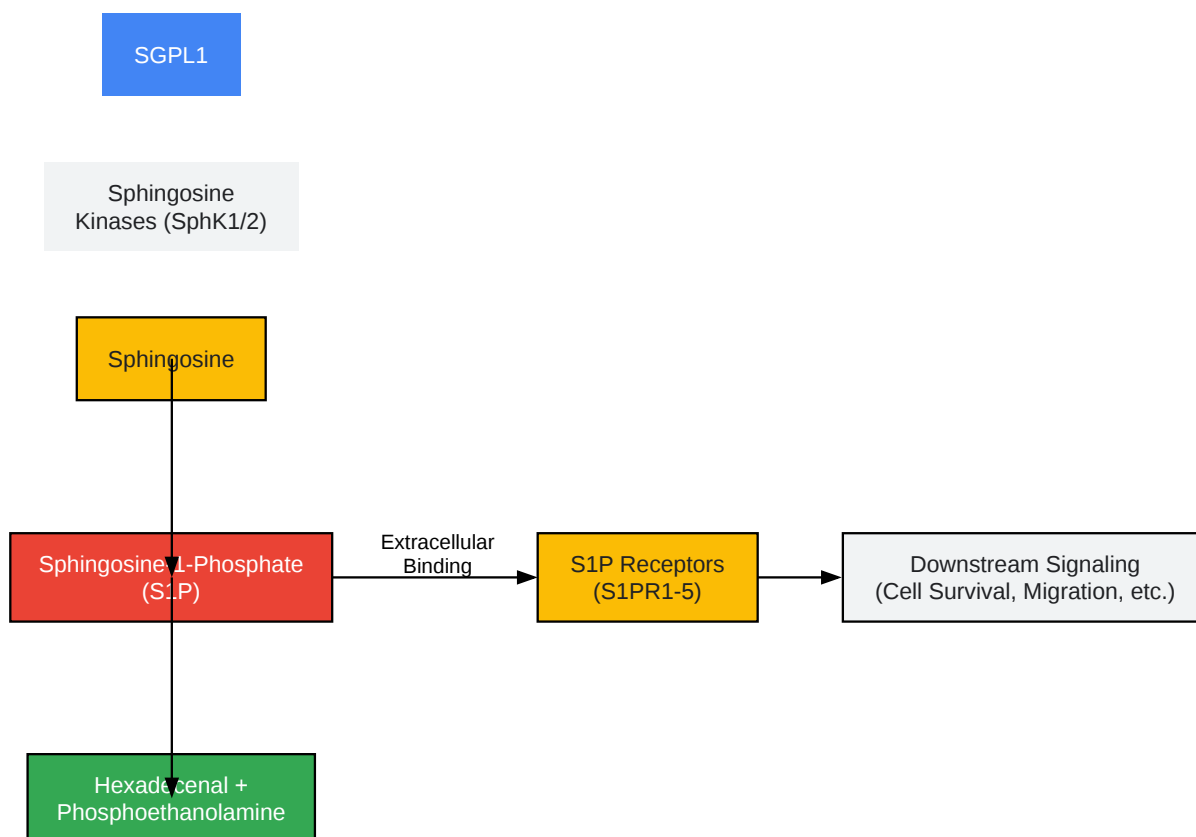 SGPL1
Sphingosine
Kinases (SphK1/2)
Sphingosine
Sphingosine-1-Phosphate
(S1P)
Extracellular
Binding
S1P Receptors
(S1PR1-5)
Downstream Signaling
(Cell Survival, Migration, etc.)
Hexadecenal +
Phosphoethanolamine